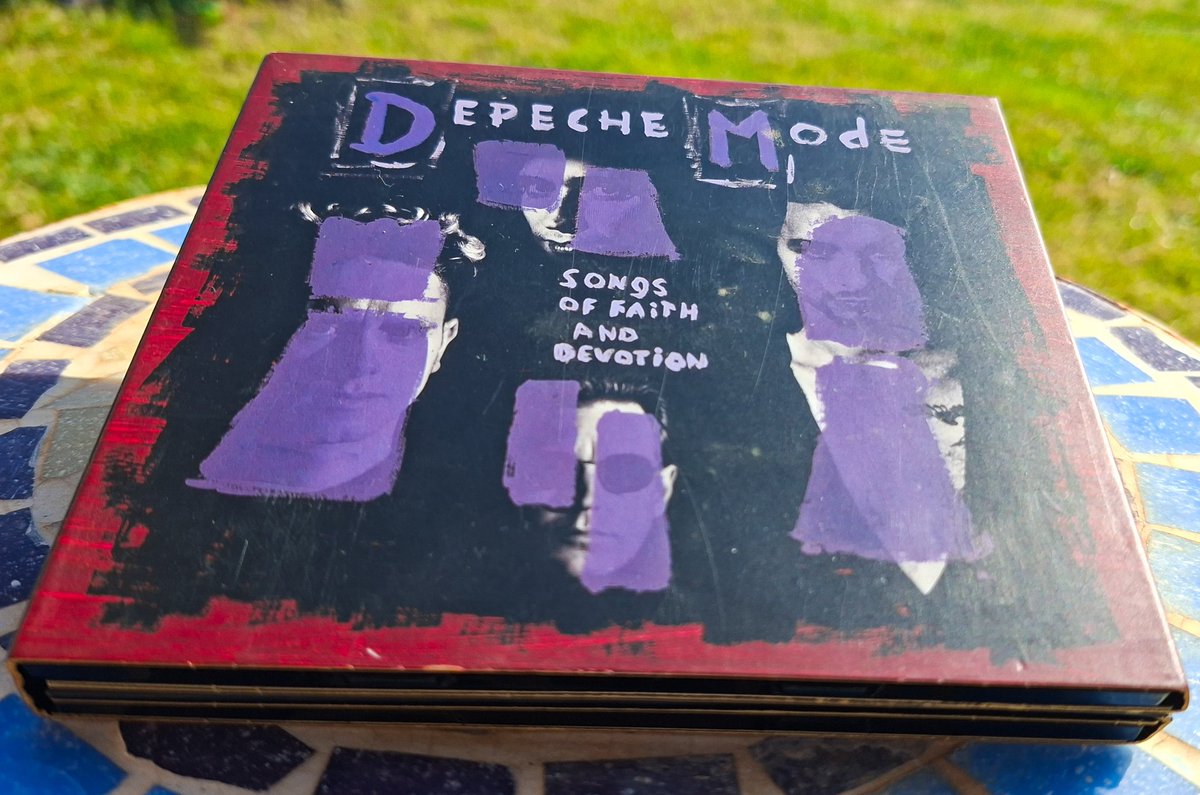 DEPECHE MODE
SONGS
OF FAITH
AND
DEVOTION